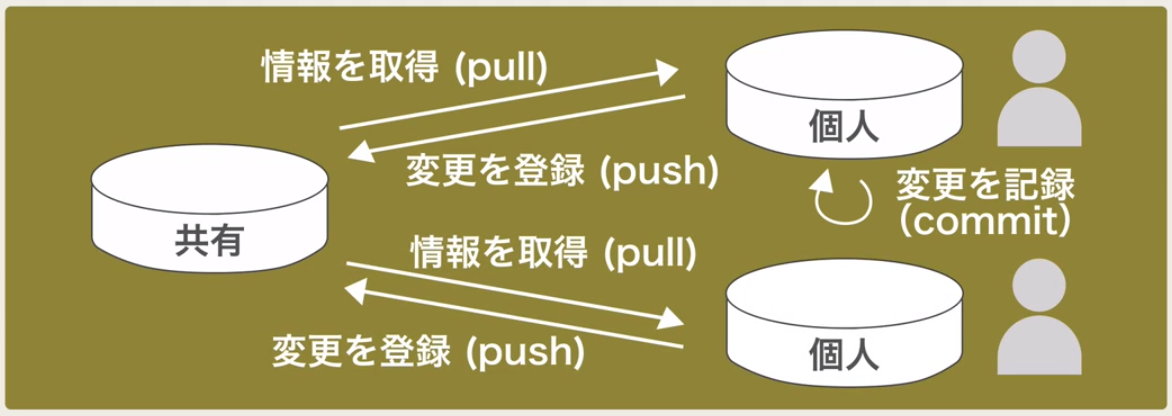 情報を取得 (pull)
個人
変更を登録 (push)
変更を記録
(commit)
共有
情報を取得 (pull)
変更を登録 (push)
個人